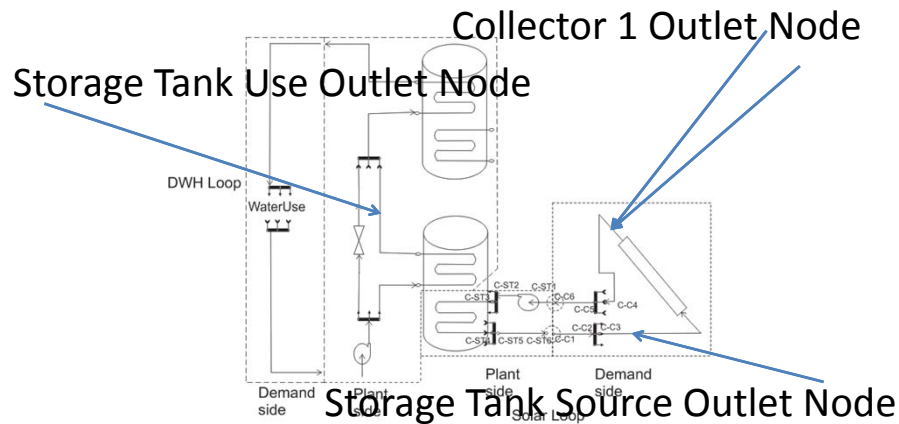 Collector 1 Outlet Node
Storage Tank Use Outlet Node
DWH Loop
WaterUse
C-ST2
C-ST1
C-ST3
C-C6
C-C5
C-C4
C-ST4
C-ST5
C-ST6
C-C1
C-C2
C-C3
Demand
side
Plant
side
Plant
side
Demand
side
Storage Tank Source Outlet Node
Solar Loop